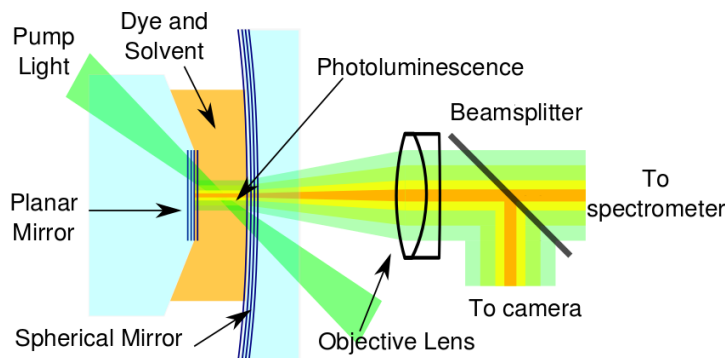 Pump
Light
Dye and
Solvent
Photoluminescence
Beamsplitter
Planar
Mirror
To
spectrometer
Spherical Mirror
Objective Lens
To camera